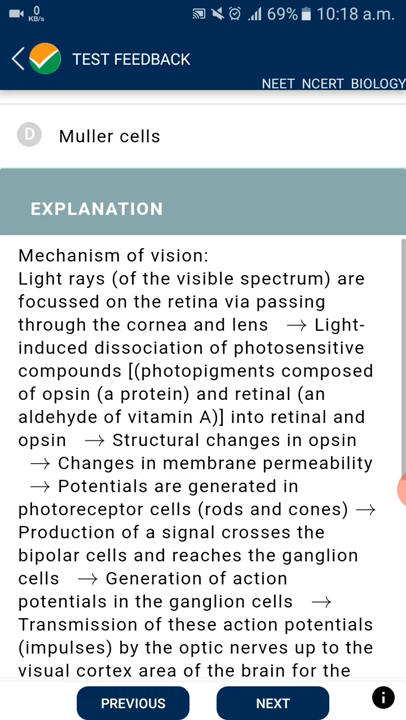 0
KB/s
69% 10:18 a.m.
TEST FEEDBACK
NEET NCERT BIOLOGY
D Muller cells
EXPLANATION
Mechanism of vision:
Light rays (of the visible spectrum) are
focussed on the retina via passing
through the cornea and lens → Light-
induced dissociation of photosensitive
compounds [(photopigments composed
of opsin (a protein) and retinal (an
aldehyde of vitamin A)] into retinal and
opsin → Structural changes in opsin
→ Changes in membrane permeability
→ Potentials are generated in
photoreceptor cells (rods and cones) →
Production of a signal crosses the
bipolar cells and reaches the ganglion
cells → Generation of action
potentials in the ganglion cells →
Transmission of these action potentials
(impulses) by the optic nerves up to the
visual cortex area of the brain for the
PREVIOUS NEXT